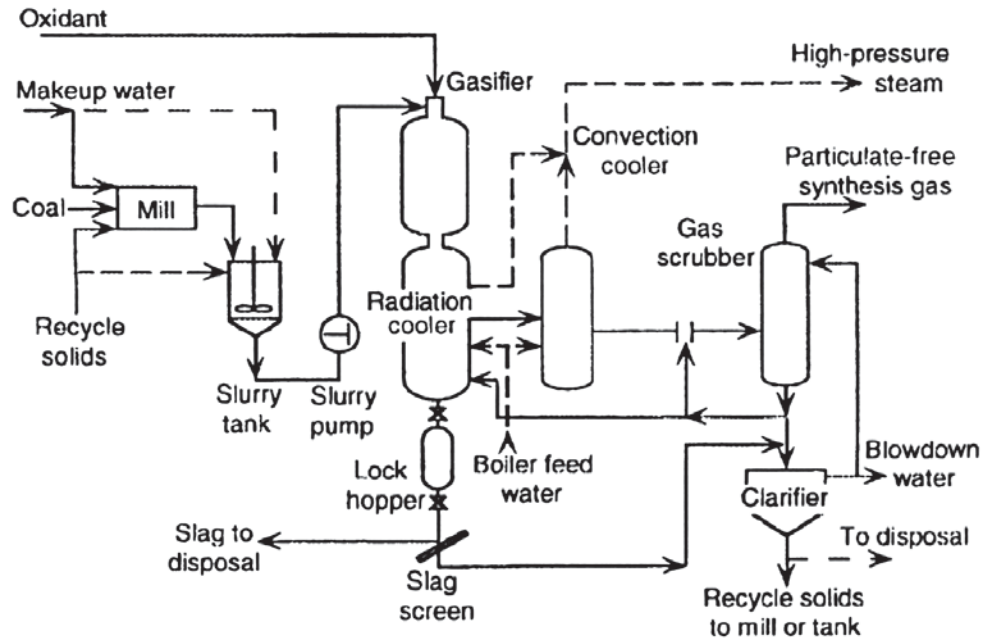 Oxidant
Gasifier
High-pressure
steam
Makeup water
Convection
cooler
Particulate-free
synthesis gas
Coal
Mill
Gas
scrubber
Radiation
cooler
Recycle
solids
Slurry
tank
Slurry
pump
Boiler feed
water
Blowdown
water
Lock
hopper
Clarifier
Slag to
disposal
To disposal
Slag
screen
Recycle solids
to mill or tank